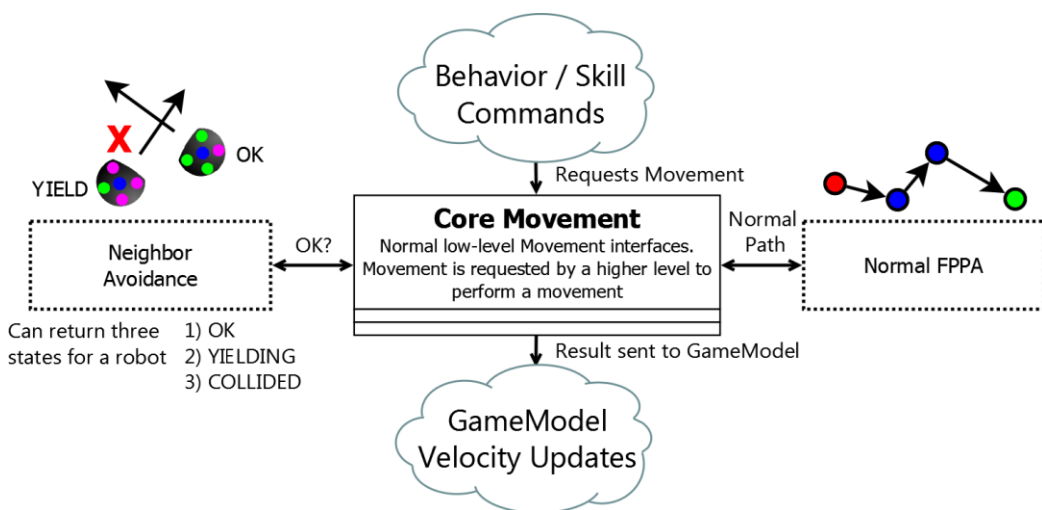 Behavior / Skill
Commands
OK
YIELD
X
Requests Movement
Core Movement
Normal low-level Movement interfaces.
Movement is requested by a higher level to
perform a movement
Neighbor
Avoidance
OK?
Normal
Path
Normal FPPA
Can return three
states for a robot
1) OK
2) YIELDING
3) COLLIDED
Result sent to GameModel
GameModel
Velocity Updates